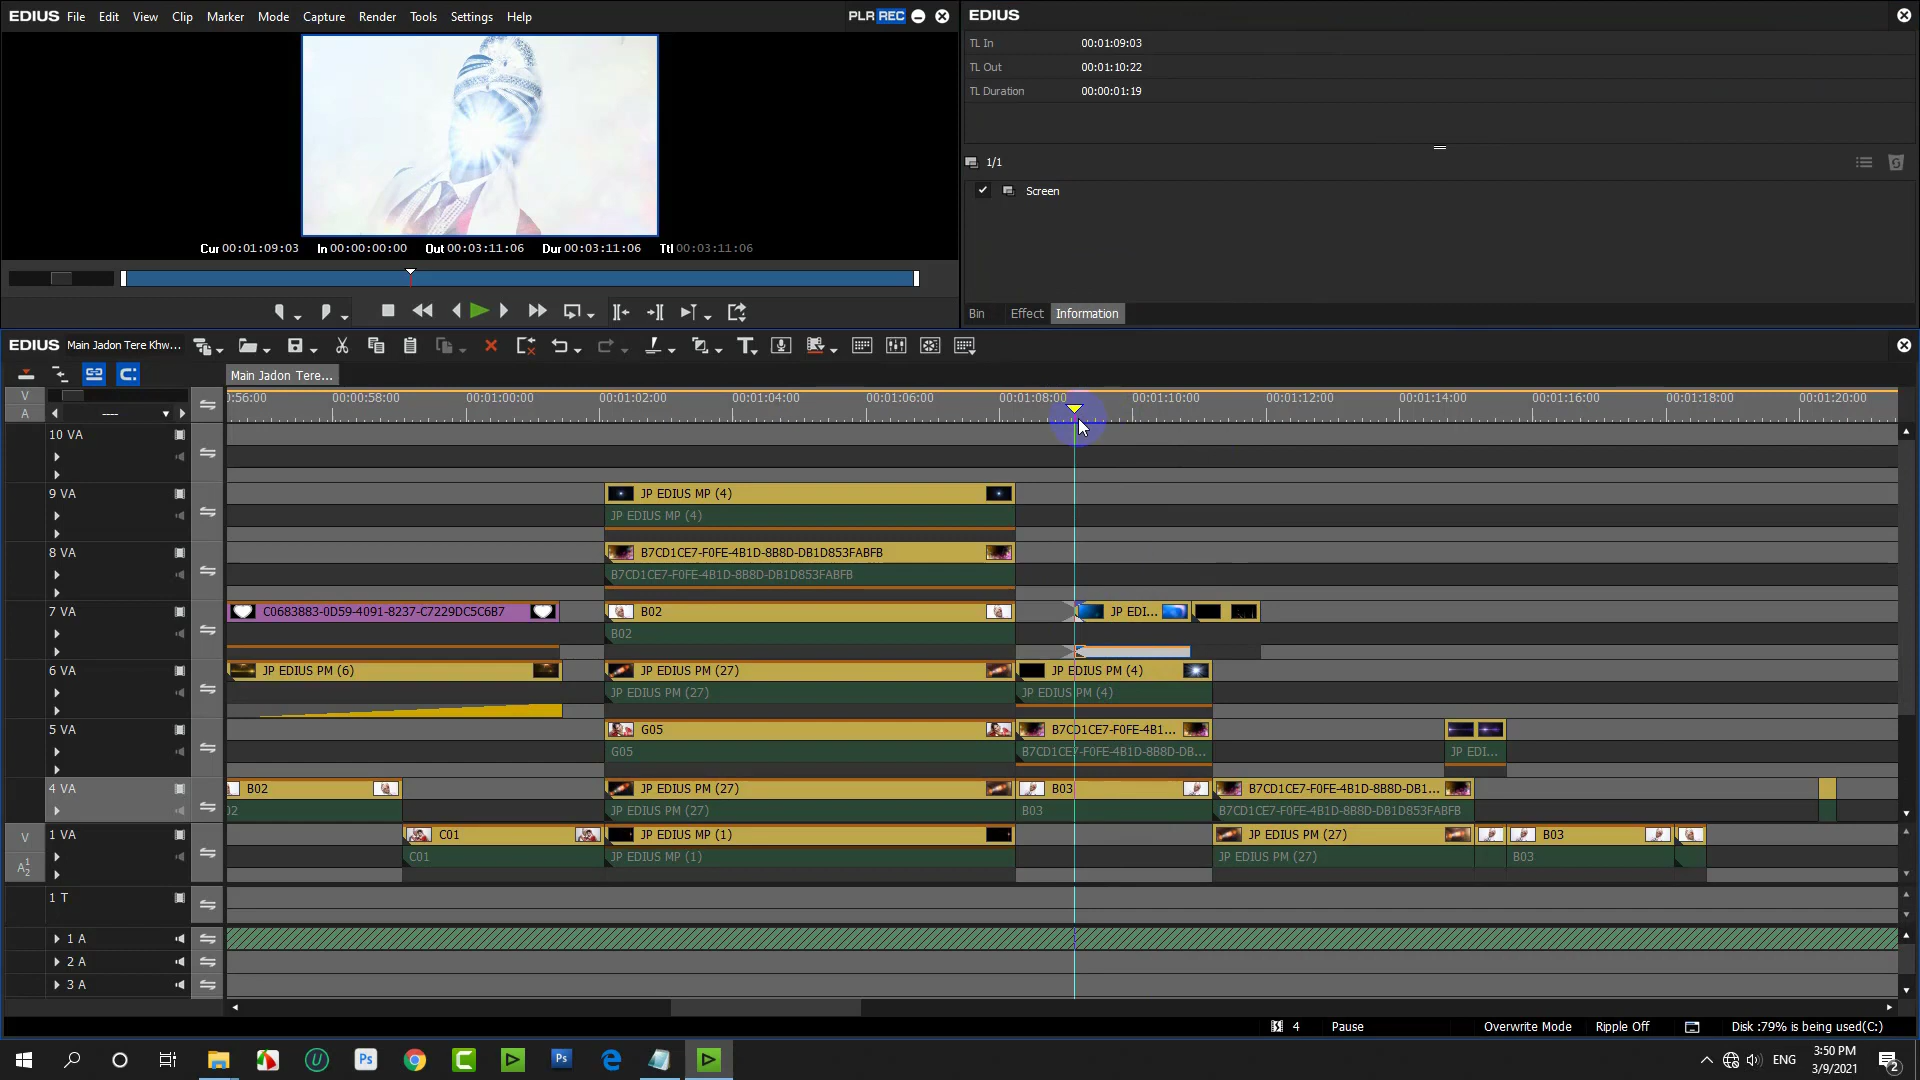 EDIUS File Edit View Clip Marker Mode Capture Render Tools Settings Help PLR REC
Cur 00:01:09:03 In 00:00:00:00 Out 00:03:11:06 Dur 00:03:11:06 Ttl 00:03:11:06
EDIUS
TL In 00:01:09:03
TL Out 00:01:10:22
TL Duration 00:00:01:19
1/1
Screen
Bin Effect Information
EDIUS Main Jadon Tere Khw...
Main Jadon Tere...
V
A ----
0:56:00 00:00:58:00 00:01:00:00 00:01:02:00 00:01:04:00 00:01:06:00 00:01:08:00 00:01:10:00 00:01:12:00 00:01:14:00 00:01:16:00 00:01:18:00 00:01:20:00
10 VA
9 VA JP EDIUS MP (4)
JP EDIUS MP (4)
8 VA B7CD1CE7-F0FE-4B1D-8B8D-DB1D853FABFB
B7CD1CE7-F0FE-4B1D-8B8D-DB1D853FABFB
7 VA C0683883-0D59-4091-8237-C7229DC5C6B7 B02 JP EDI...
B02
6 VA JP EDIUS PM (6) JP EDIUS PM (27) JP EDIUS PM (4)
JP EDIUS PM (27) JP EDIUS PM (4)
5 VA G05 B7CD1CE7-F0FE-4B1...
G05 B7CD1CE7-F0FE-4B1D-8B8D-DB... JP EDI...
4 VA B02 JP EDIUS PM (27) B03 B7CD1CE7-F0FE-4B1D-8B8D-DB1...
02 JP EDIUS PM (27) B03 B7CD1CE7-F0FE-4B1D-8B8D-DB1D853FABFB
V 1 VA C01 JP EDIUS MP (1) JP EDIUS PM (27) B03
A12 C01 JP EDIUS MP (1) JP EDIUS PM (27) B03
1 T
1 A
2 A
3 A
4 Pause Overwrite Mode Ripple Off Disk :79% is being used(C:)
U Ps C Ps ENG 3:50 PM
3/9/2021 2